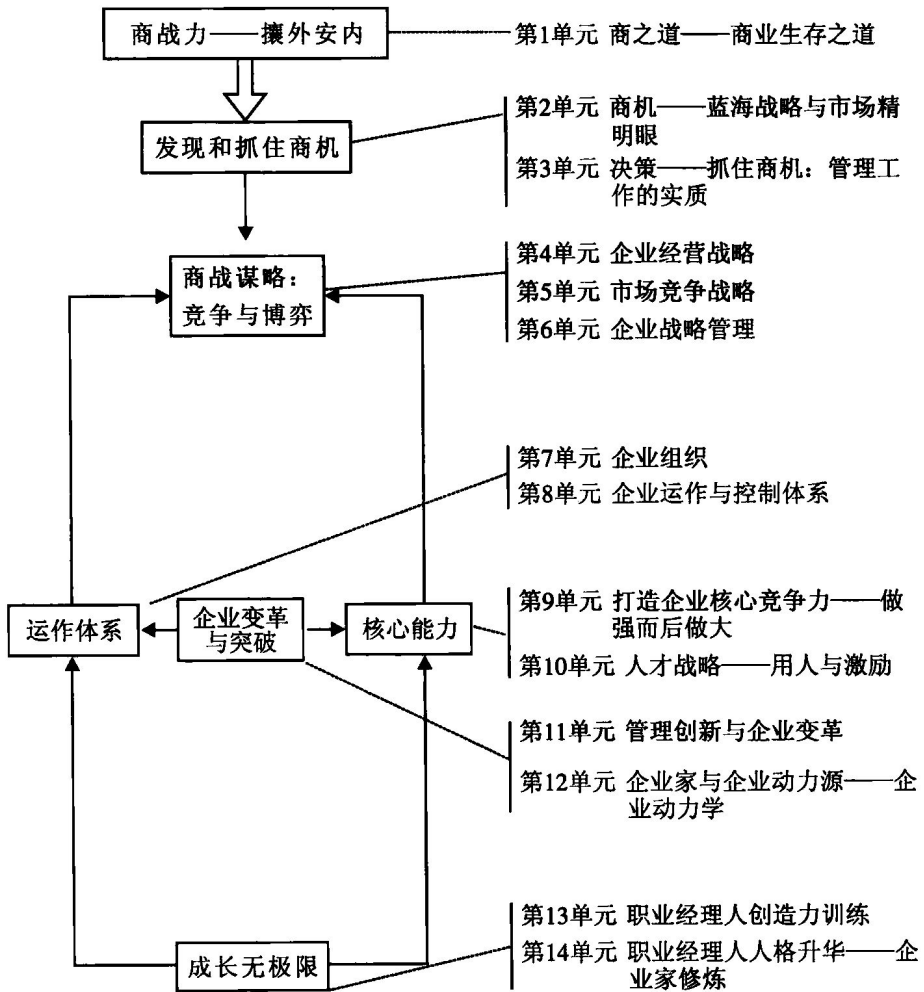 商战力——攘外安内
第1单元 商之道——商业生存之道
发现和抓住商机
第2单元 商机——蓝海战略与市场精
明眼
第3单元 决策——抓住商机：管理工
作的实质
商战谋略：
竞争与博弈
第4单元 企业经营战略
第5单元 市场竞争战略
第6单元 企业战略管理
第7单元 企业组织
第8单元 企业运作与控制体系
运作体系
企业变革
与突破
核心能力
第9单元 打造企业核心竞争力——做
强而后做大
第10单元 人才战略——用人与激励
第11单元 管理创新与企业变革
第12单元 企业家与企业动力源——企
业动力学
成长无极限
第13单元 职业经理人创造力训练
第14单元 职业经理人人格升华——企
业家修炼